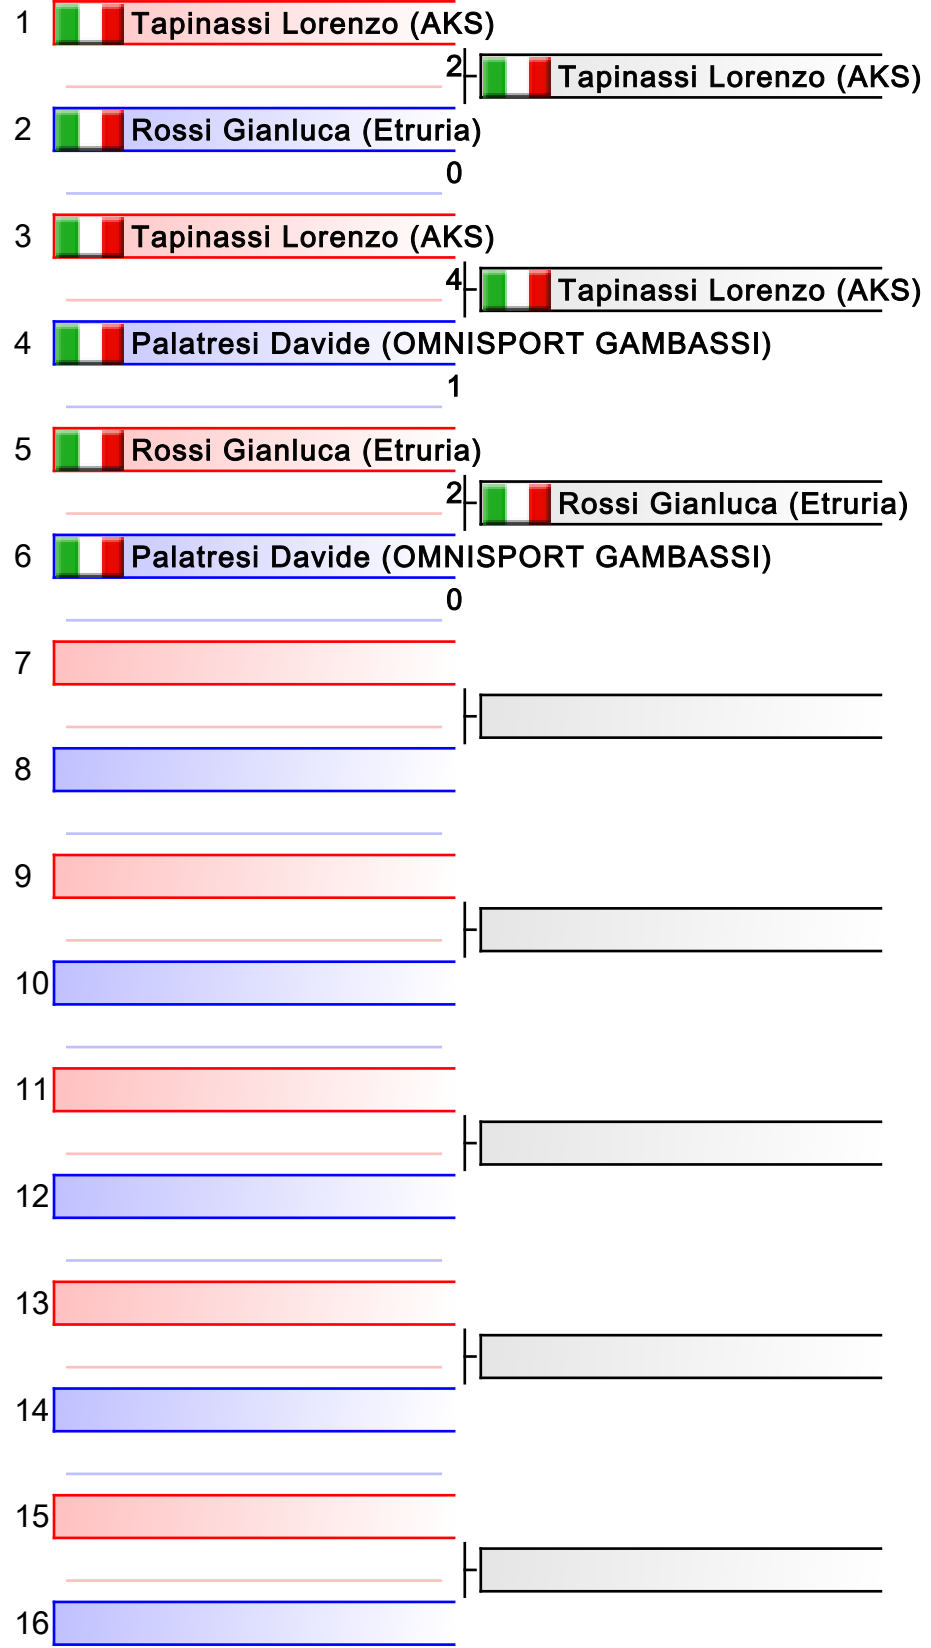 1 Tapinassi Lorenzo (AKS)
2 Tapinassi Lorenzo (AKS)
2 Rossi Gianluca (Etruria)
0
3 Tapinassi Lorenzo (AKS)
4 Tapinassi Lorenzo (AKS)
4 Palatresi Davide (OMNISPORT GAMBASSI)
1
5 Rossi Gianluca (Etruria)
2 Rossi Gianluca (Etruria)
6 Palatresi Davide (OMNISPORT GAMBASSI)
0
7
8
9
10
11
12
13
14
15
16